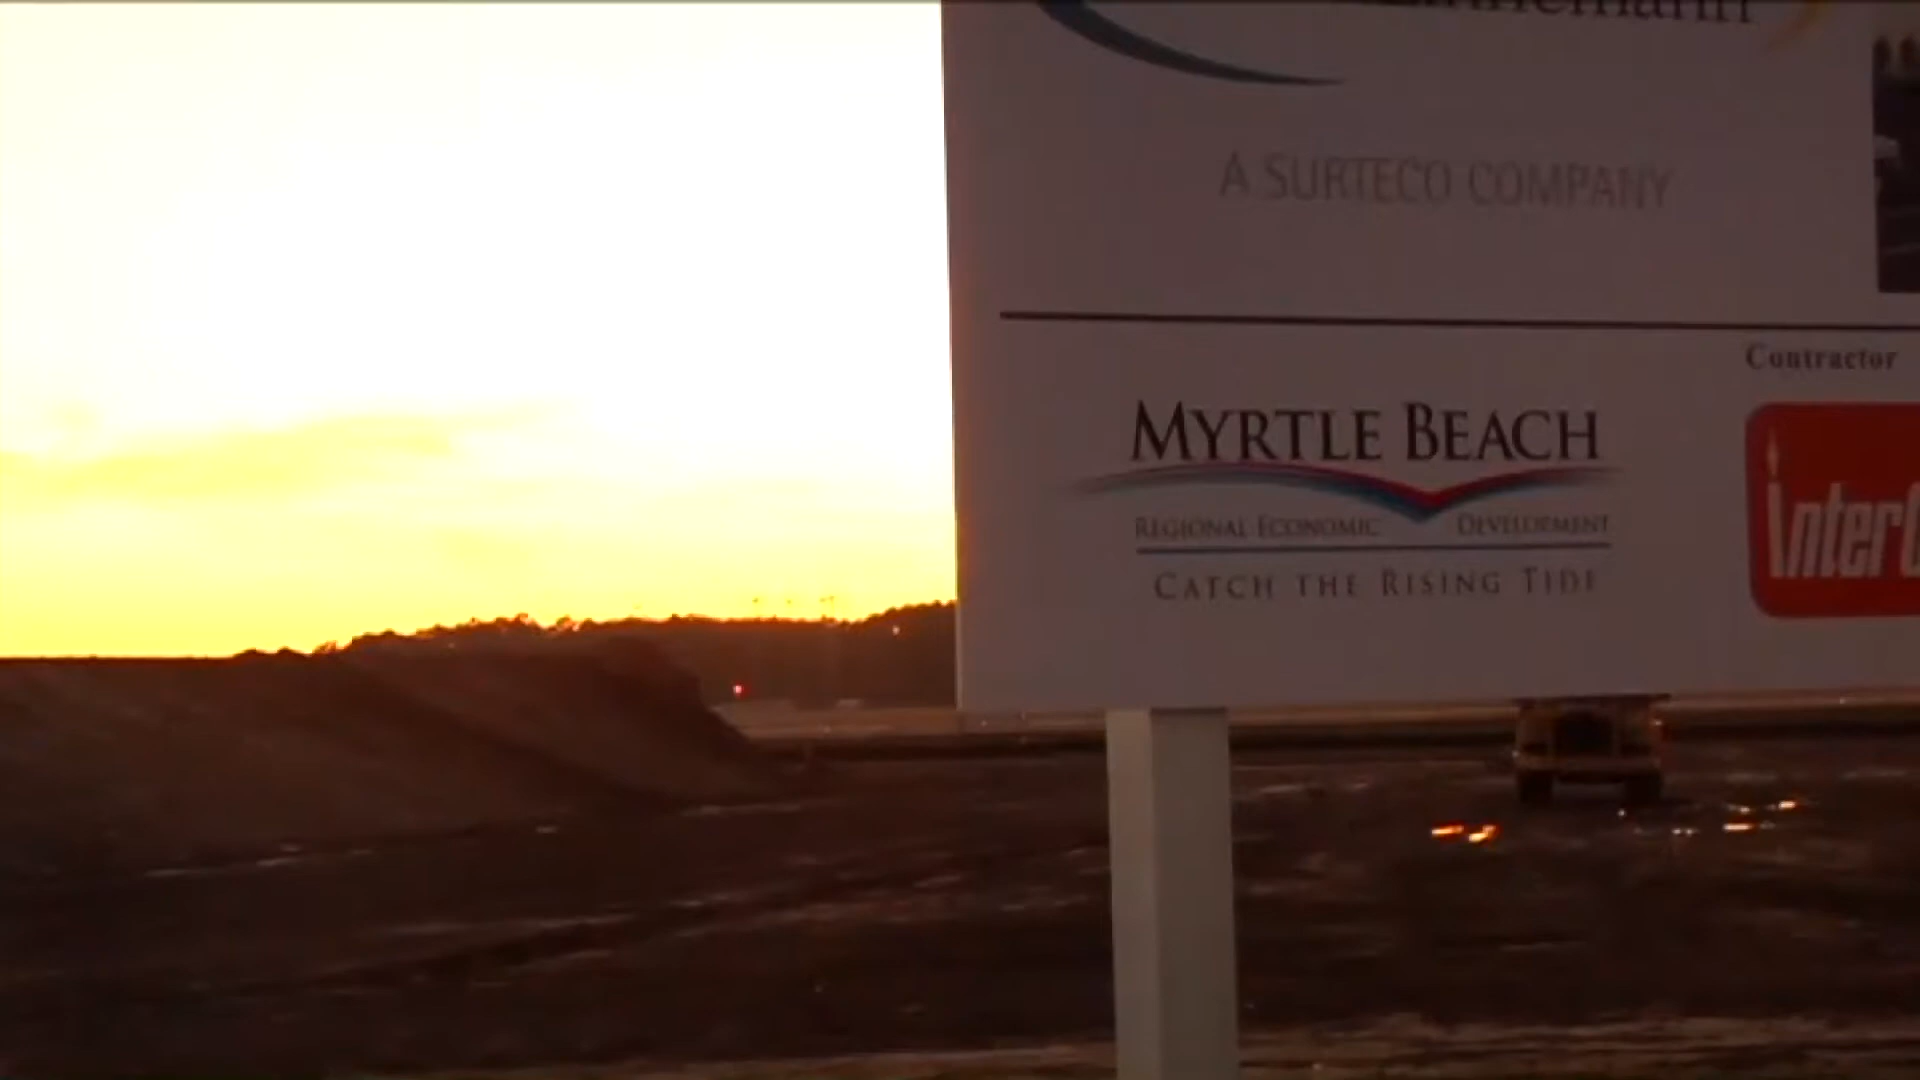 A SURTECO COMPANY
Contractor
MYRTLE BEACH
REGIONAL ECONOMIC DEVELOPMENT
CATCH THE RISING TIDE